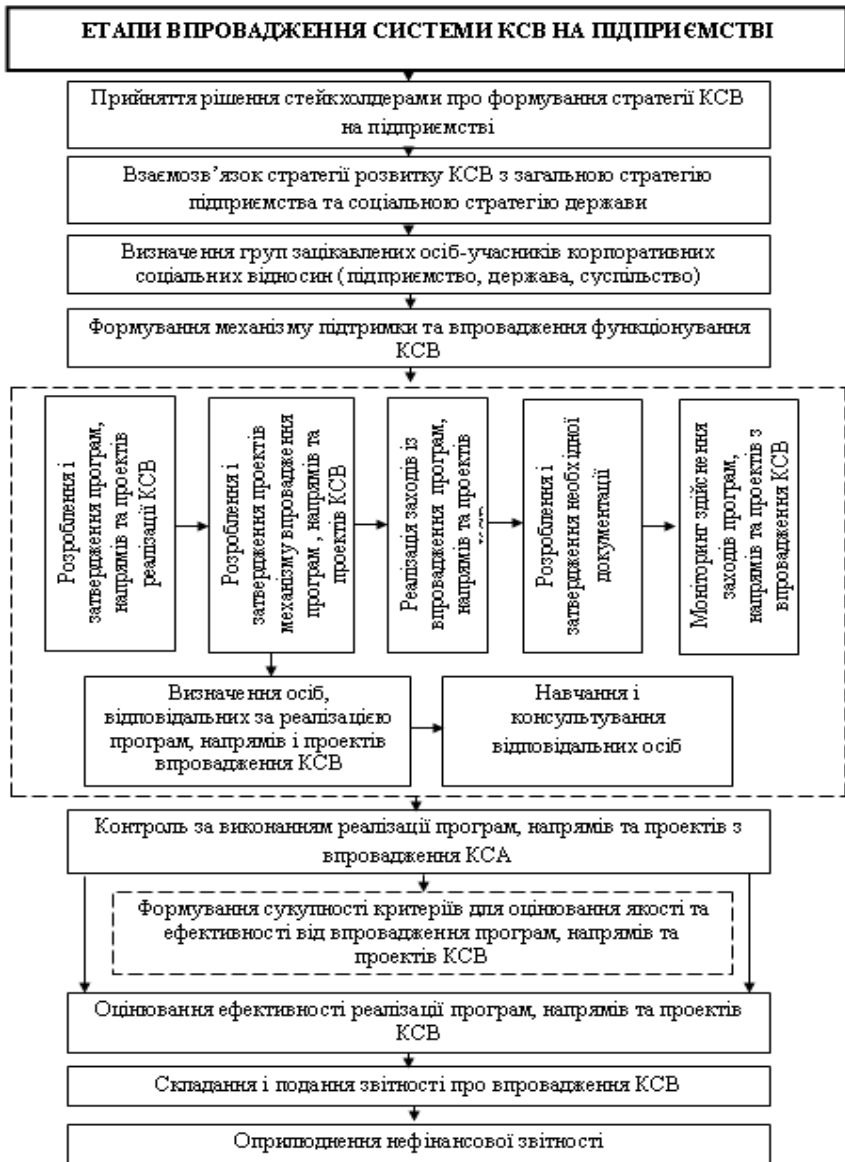 ЕТАПИ ВПРОВАДЖЕННЯ СИСТЕМИ КСВ НА ПІДПРИЄМСТВІ
Прийняття рішення стейкхолдерами про формування стратегії КСВ
на підприємстві
Взаємозв’язок стратегії розвитку КСВ з загальною стратегію
підприємства та соціальною стратегію держави
Визначення груп зацікавлених осіб-учасників корпоративних
соціальних відносин (підприємство, держава, суспільство)
Формування механізму підтримки та впровадження функціонування
КСВ
Розроблення і
затвердження програм,
напрямів та проектів
реалізації КСВ
Розроблення і
затвердження проектів
механізму впровадження
програм , напрямів та
проектів КСВ
Реалізація заходів із
впровадження програм,
напрямів та проектів
Розроблення і
затвердження необхідної
документації
Моніторинг здійснення
заходів програм,
напрямів та проектів з
впровадження КСВ
Визначення осіб,
відповідальних за реалізацією
програм, напрямів і проектів
впровадження КСВ
Навчання і
консультування
відповідальних осіб
Контроль за виконанням реалізації програм, напрямів та проектів з
впровадження КСА
Формування сукупності критеріїв для оцінювання якості та
ефективності від впровадження програм, напрямів та
проектів КСВ
Оцінювання ефективності реалізації програм, напрямів та проектів
КСВ
Складання і подання звітності про впровадження КСВ
Оприлюднення нефінансової звітності